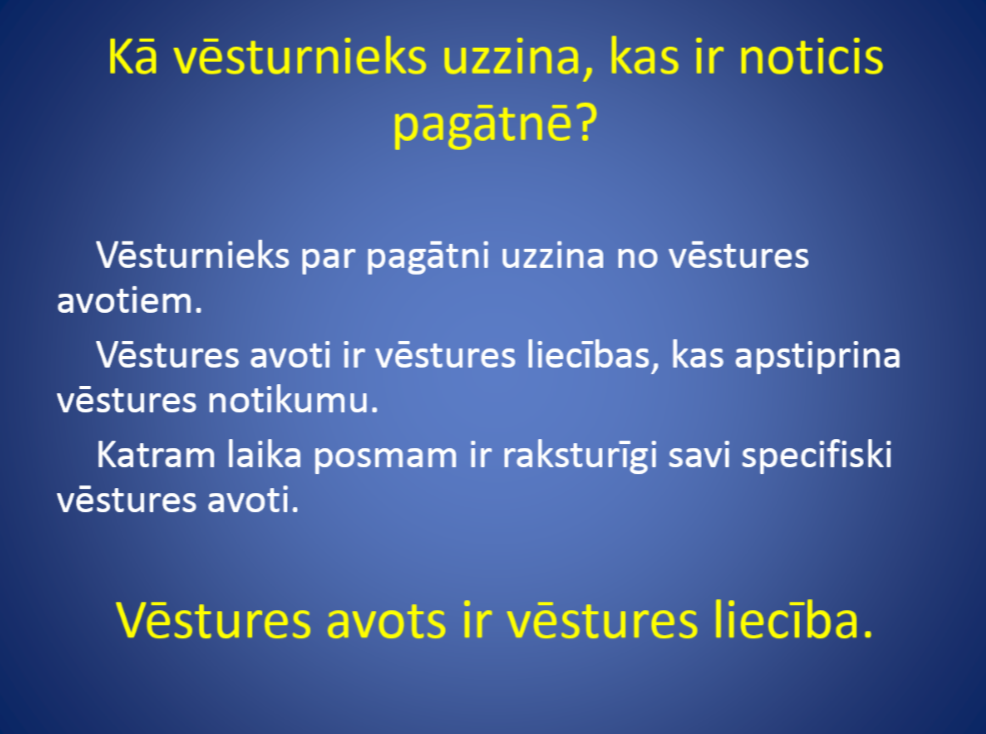 Kā vēsturnieks uzzina, kas ir noticis
pagātnē?
Vēsturnieks par pagātni uzzina no vēstures
avotiem.
Vēstures avoti ir vēstures liecības, kas apstiprina
vēstures notikumu.
Katram laika posmam ir raksturīgi savi specifiski
vēstures avoti.
Vēstures avots ir vēstures liecība.